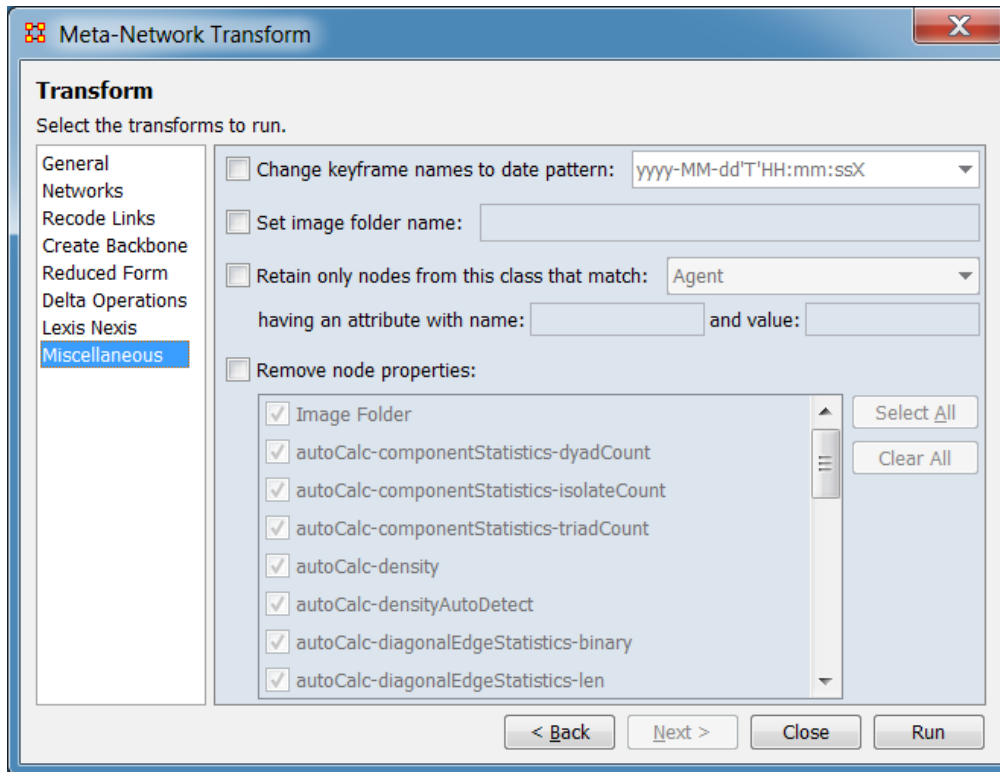 Meta-Network Transform
X
Transform
Select the transforms to run.
General
Networks
Recode Links
Create Backbone
Reduced Form
Delta Operations
Lexis Nexis
Miscellaneous
Change keyframe names to date pattern: yyyy-MM-dd'T'HH:mm:ssX
Set image folder name:
Retain only nodes from this class that match: Agent
having an attribute with name: and value:
Remove node properties:
Image Folder
autoCalc-componentStatistics-dyadCount
autoCalc-componentStatistics-isolateCount
autoCalc-componentStatistics-triadCount
autoCalc-density
autoCalc-densityAutoDetect
autoCalc-diagonalEdgeStatistics-binary
autoCalc-diagonalEdgeStatistics-len
Select All
Clear All
< Back Next > Close Run